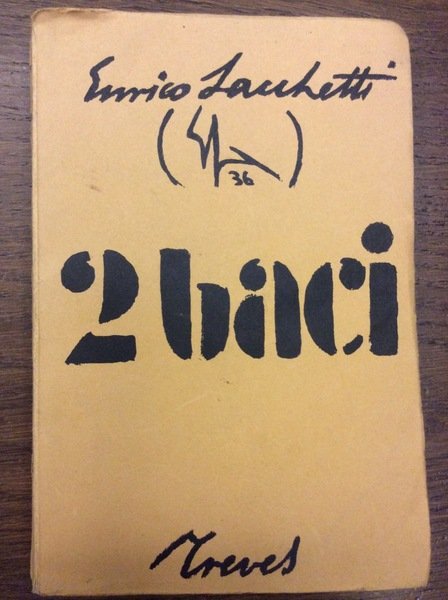 Enrico Sacchetti
( 36 )
2 baci
Treves